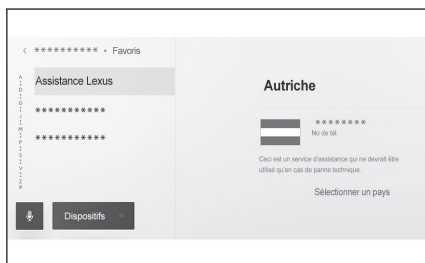 < ********** • Favoris
A
D
G
J
M
P
S
V
Z
#
Assistance Lexus
***********
***********
Dispositifs
Autriche
********
No de tél.
Ceci est un service d'assistance qui ne devrait être
utilisé qu'en cas de panne technique.
Sélectionner un pays